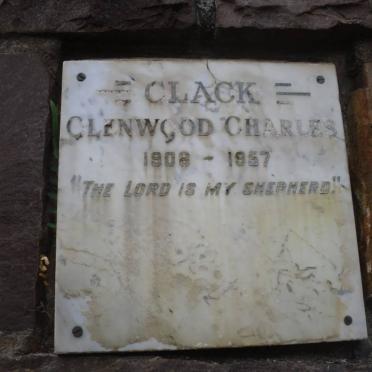 CLACK
GLENWOOD CHARLES
1908 - 1957
"THE LORD IS MY SHEPHERD."